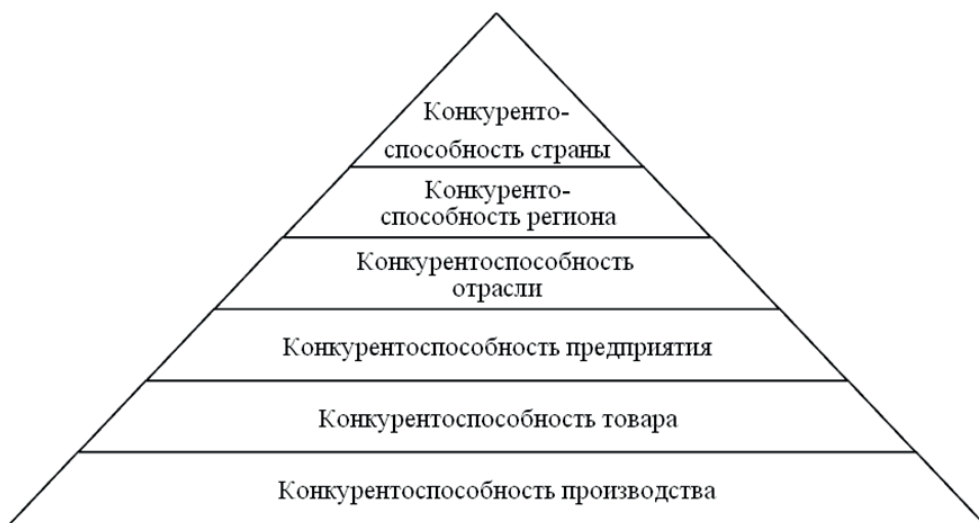 Конкуренто-
способность страны
Конкуренто-
способность региона
Конкурентоспособность
отрасли
Конкурентоспособность предприятия
Конкурентоспособность товара
Конкурентоспособность производства